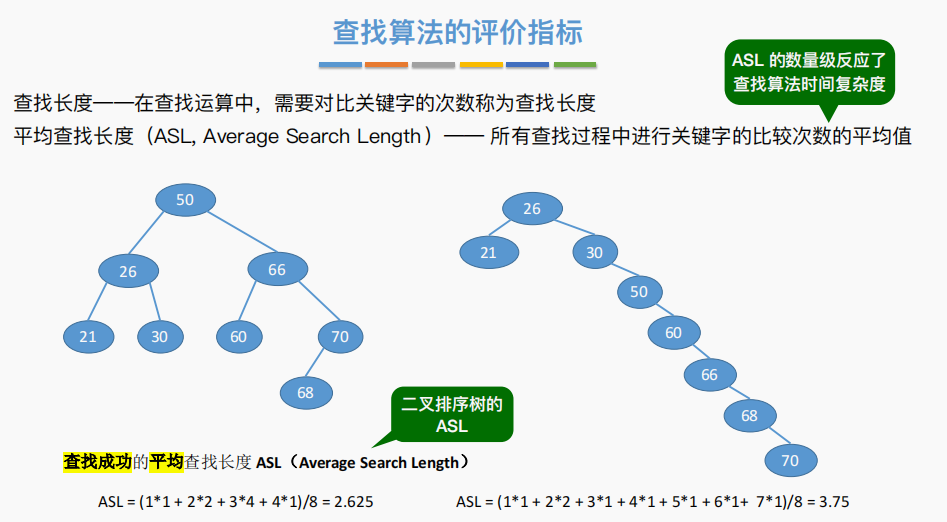 查找算法的评价指标
ASL 的数量级反应了
查找算法时间复杂度
查找长度——在查找运算中，需要对比关键字的次数称为查找长度
平均查找长度（ASL, Average Search Length）—— 所有查找过程中进行关键字的比较次数的平均值
50
26
66
21
30
60
70
68
26
21
30
50
60
66
68
70
二叉排序树的
ASL
查找成功的平均查找长度 ASL（Average Search Length）
ASL = (1*1 + 2*2 + 3*4 + 4*1)/8 = 2.625
ASL = (1*1 + 2*2 + 3*1 + 4*1 + 5*1 + 6*1+ 7*1)/8 = 3.75